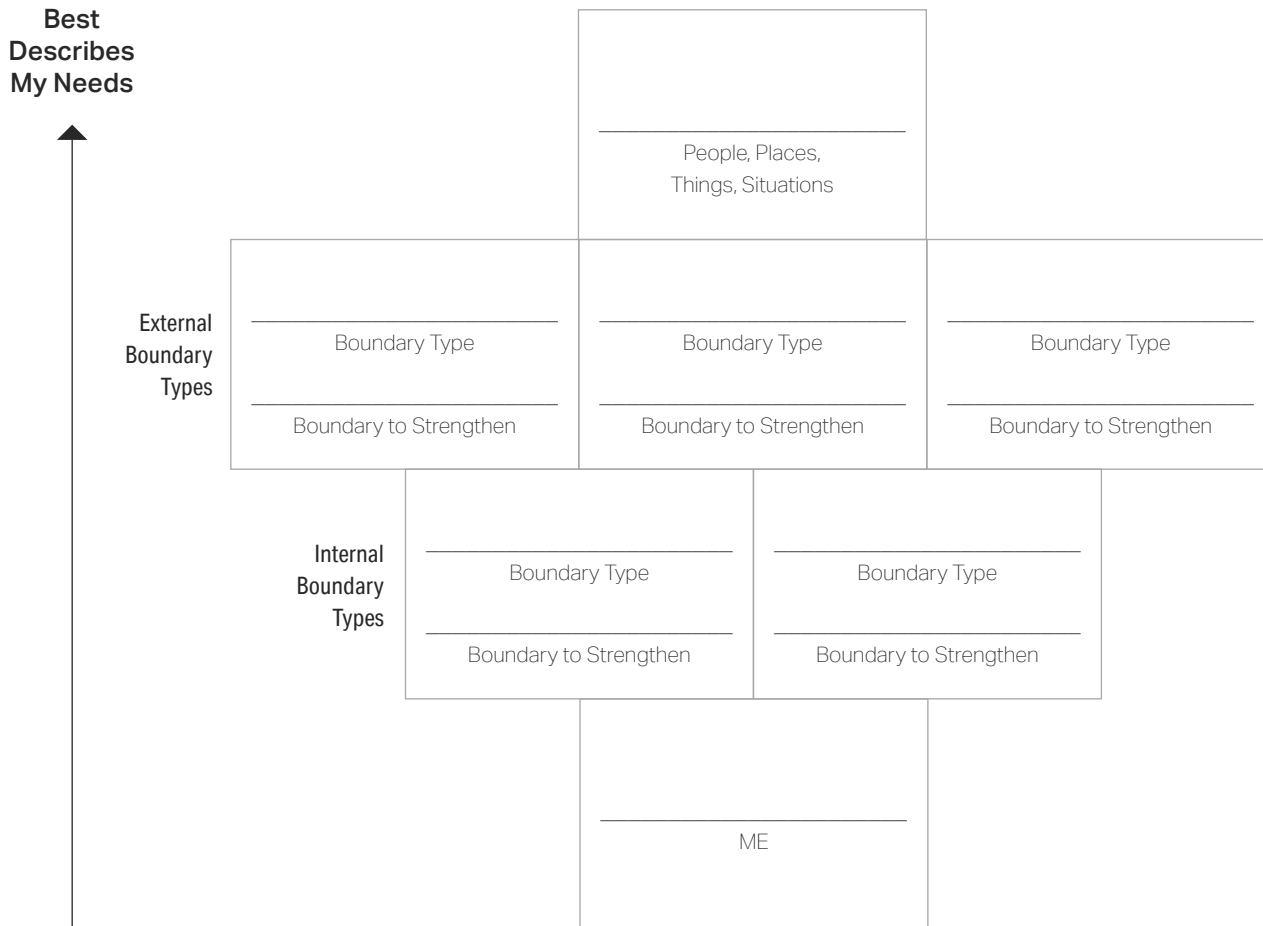 Best
Describes
My Needs
People, Places,
Things, Situations
External
Boundary
Types
Boundary Type
Boundary Type
Boundary Type
Boundary to Strengthen
Boundary to Strengthen
Boundary to Strengthen
Internal
Boundary
Types
Boundary Type
Boundary Type
Boundary to Strengthen
Boundary to Strengthen
ME